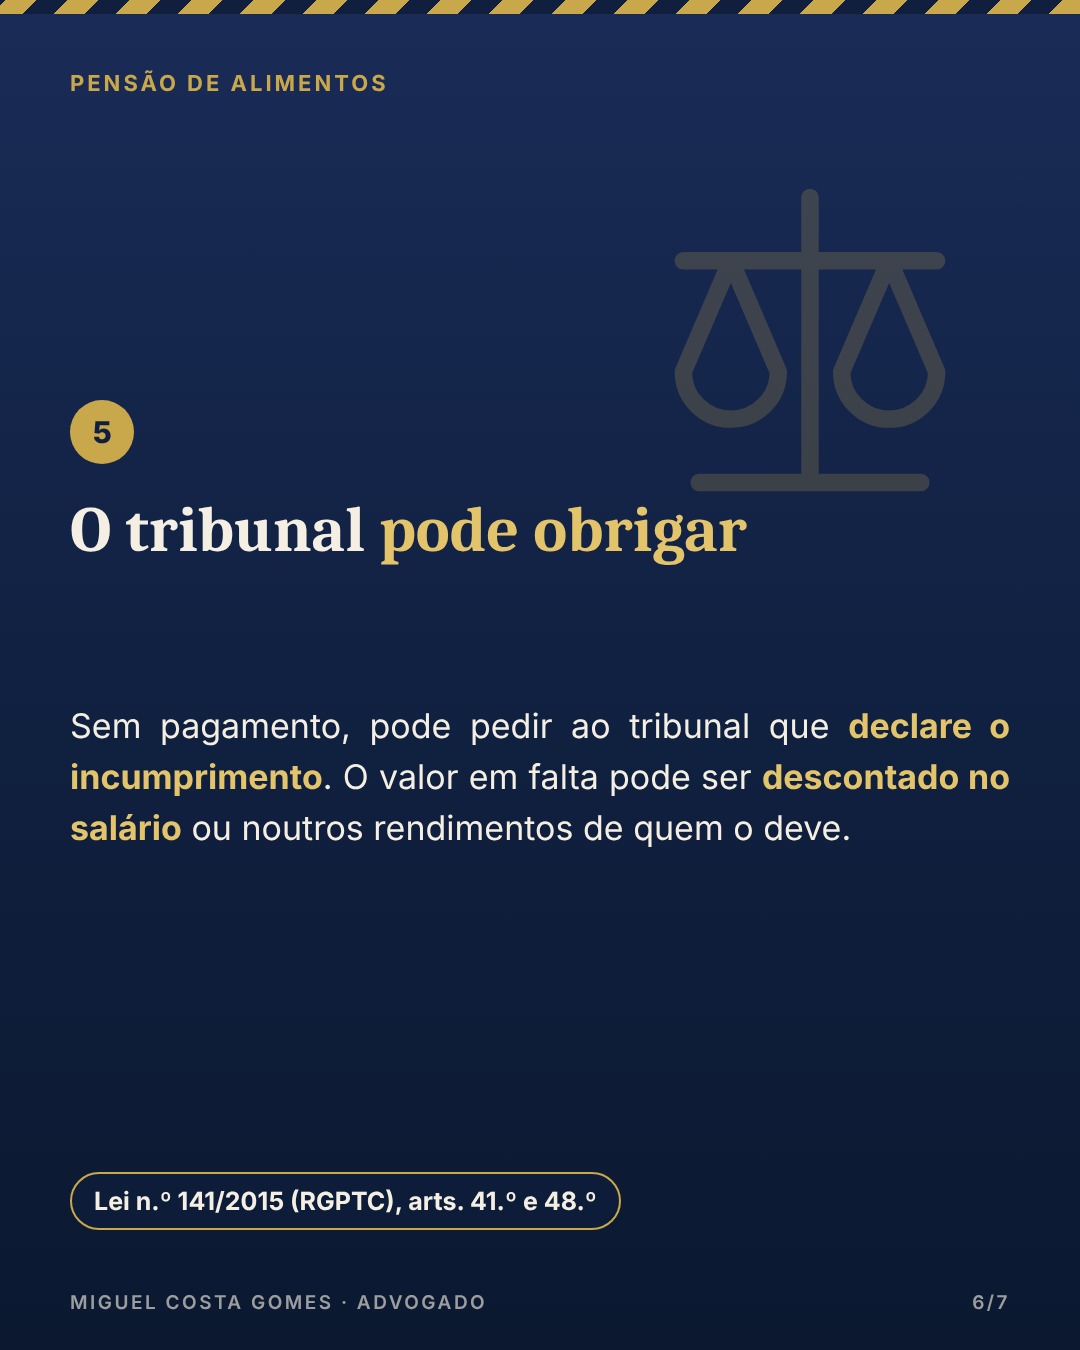 PENSÃO DE ALIMENTOS
5
O tribunal pode obrigar
Sem pagamento, pode pedir ao tribunal que declare o
incumprimento. O valor em falta pode ser descontado no
salário ou noutros rendimentos de quem o deve.
Lei n.º 141/2015 (RGPTC), arts. 41.º e 48.º
MIGUEL COSTA GOMES · ADVOGADO
6/7